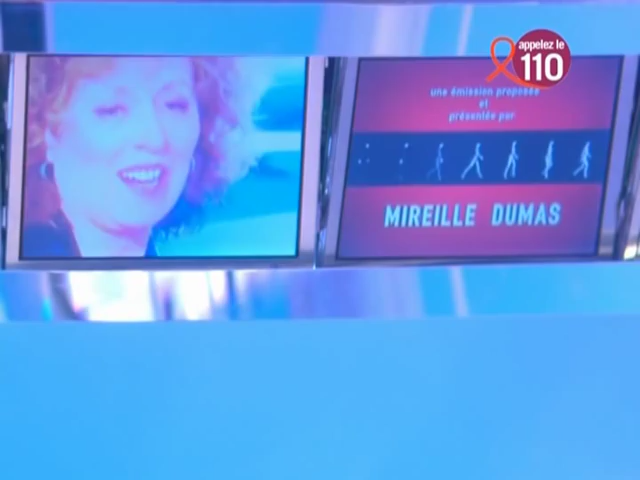 appelez le
110
une émission proposée
et
présentée par
MIREILLE DUMAS